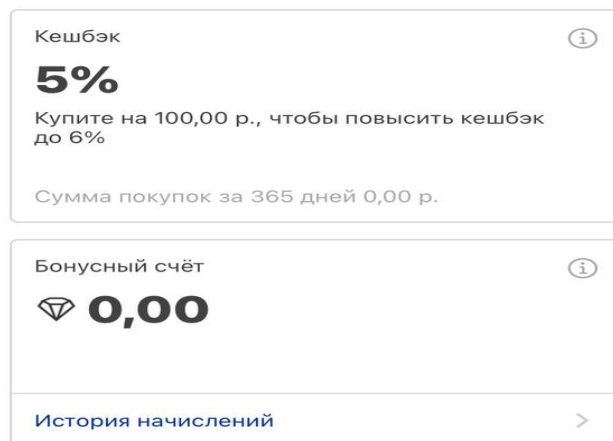 Кешбэк
5%
Купите на 100,00 р., чтобы повысить кешбэк
до 6%
Сумма покупок за 365 дней 0,00 р.
Бонусный счёт
0,00
История начислений